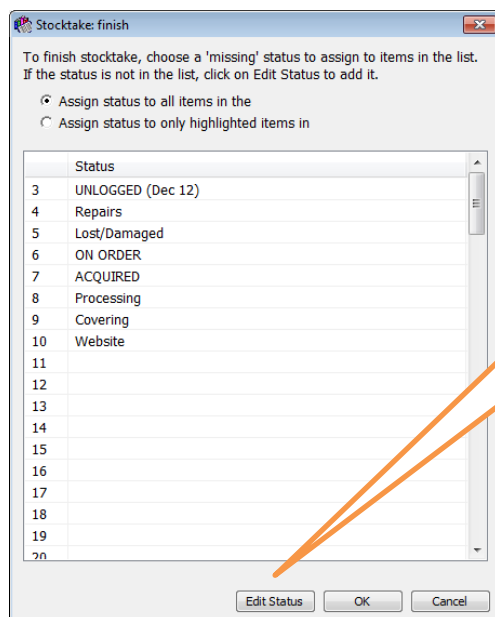 Stocktake: finish
To finish stocktake, choose a 'missing' status to assign to items in the list.
If the status is not in the list, click on Edit Status to add it.
Assign status to all items in the
Assign status to only highlighted items in
Status
3 UNLOGGED (Dec 12)
4 Repairs
5 Lost/Damaged
6 ON ORDER
7 ACQUIRED
8 Processing
9 Covering
10 Website
11
12
13
14
15
16
17
18
19
20
Edit Status OK Cancel